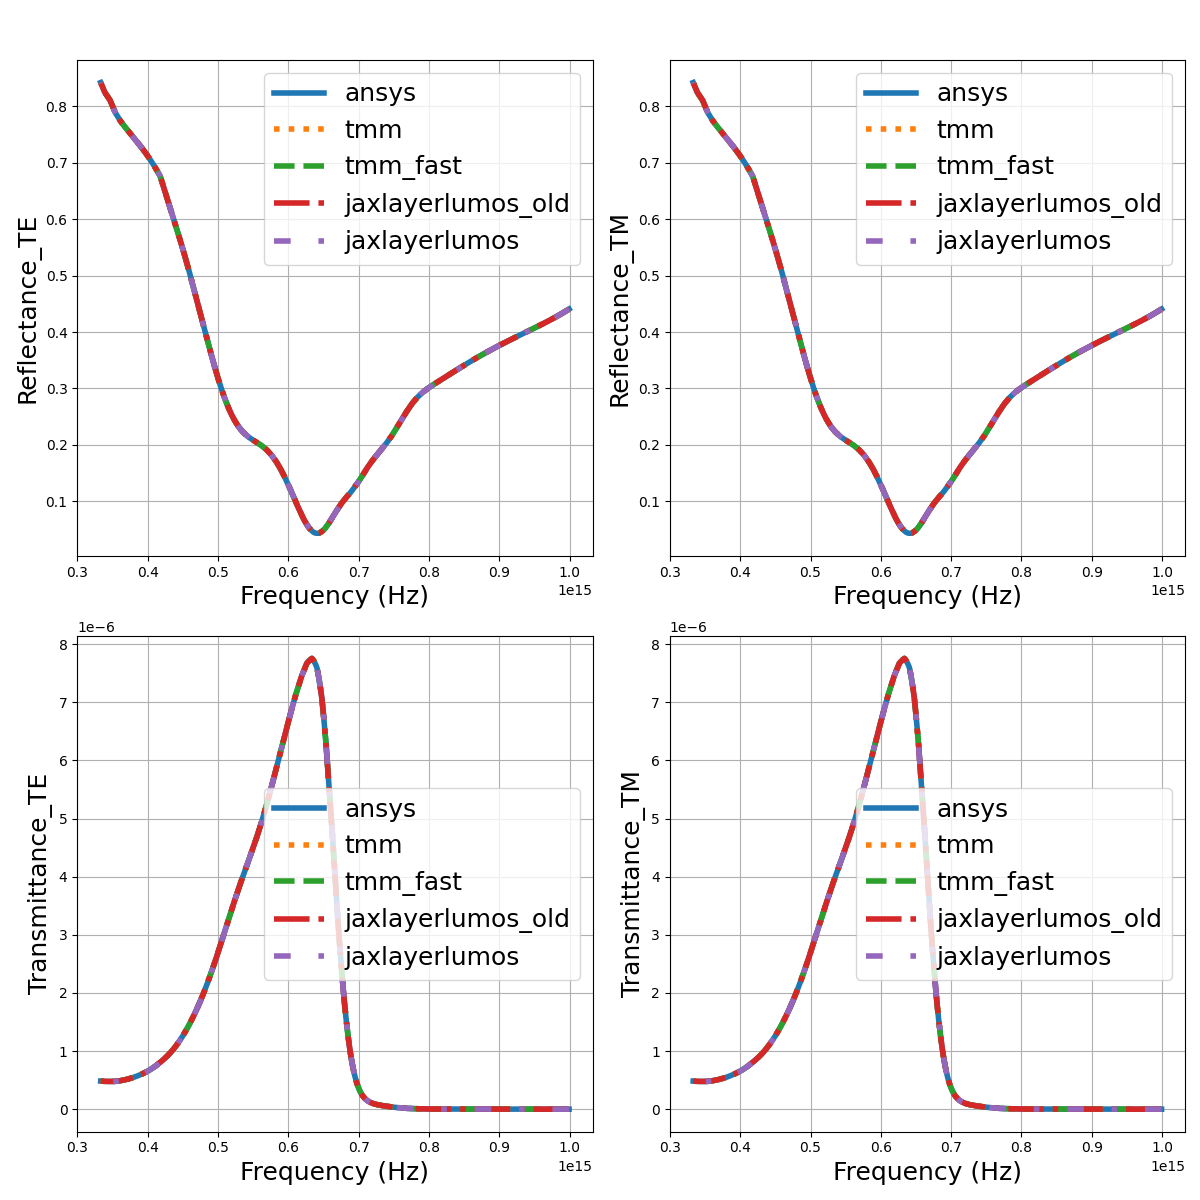 Reflectance_TE
0.8
0.7
0.6
0.5
0.4
0.3
0.2
0.1
ansys
tmm
tmm_fast
jaxlayerlumos_old
jaxlayerlumos
0.3 0.4 0.5 0.6 0.7 0.8 0.9 1.0
1e15
Frequency (Hz)
Reflectance_TM
0.8
0.7
0.6
0.5
0.4
0.3
0.2
0.1
ansys
tmm
tmm_fast
jaxlayerlumos_old
jaxlayerlumos
0.3 0.4 0.5 0.6 0.7 0.8 0.9 1.0
1e15
Frequency (Hz)
1e−6
Transmittance_TE
8
7
6
5
4
3
2
1
0
ansys
tmm
tmm_fast
jaxlayerlumos_old
jaxlayerlumos
0.3 0.4 0.5 0.6 0.7 0.8 0.9 1.0
1e15
Frequency (Hz)
1e−6
Transmittance_TM
8
7
6
5
4
3
2
1
0
ansys
tmm
tmm_fast
jaxlayerlumos_old
jaxlayerlumos
0.3 0.4 0.5 0.6 0.7 0.8 0.9 1.0
1e15
Frequency (Hz)